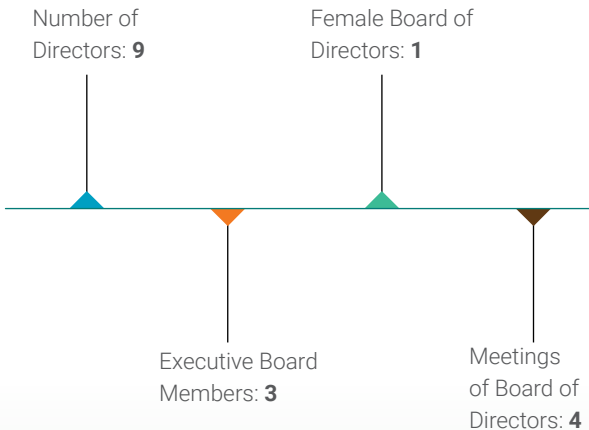 Number of
Directors: 9
Female Board of
Directors: 1
Executive Board
Members: 3
Meetings
of Board of
Directors: 4